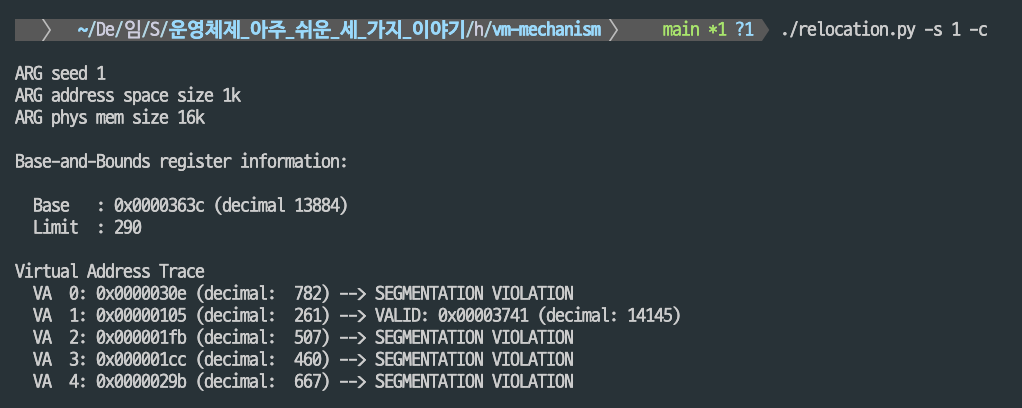 ~/De/임/S/운영체제_아주_쉬운_세_가지_이야기/h/vm-mechanism main *1 ?1 ./relocation.py -s 1 -c
ARG seed 1
ARG address space size 1k
ARG phys mem size 16k
Base-and-Bounds register information:
Base : 0x0000363c (decimal 13884)
Limit : 290
Virtual Address Trace
VA 0: 0x0000030e (decimal: 782) --> SEGMENTATION VIOLATION
VA 1: 0x00000105 (decimal: 261) --> VALID: 0x00003741 (decimal: 14145)
VA 2: 0x000001fb (decimal: 507) --> SEGMENTATION VIOLATION
VA 3: 0x000001cc (decimal: 460) --> SEGMENTATION VIOLATION
VA 4: 0x0000029b (decimal: 667) --> SEGMENTATION VIOLATION